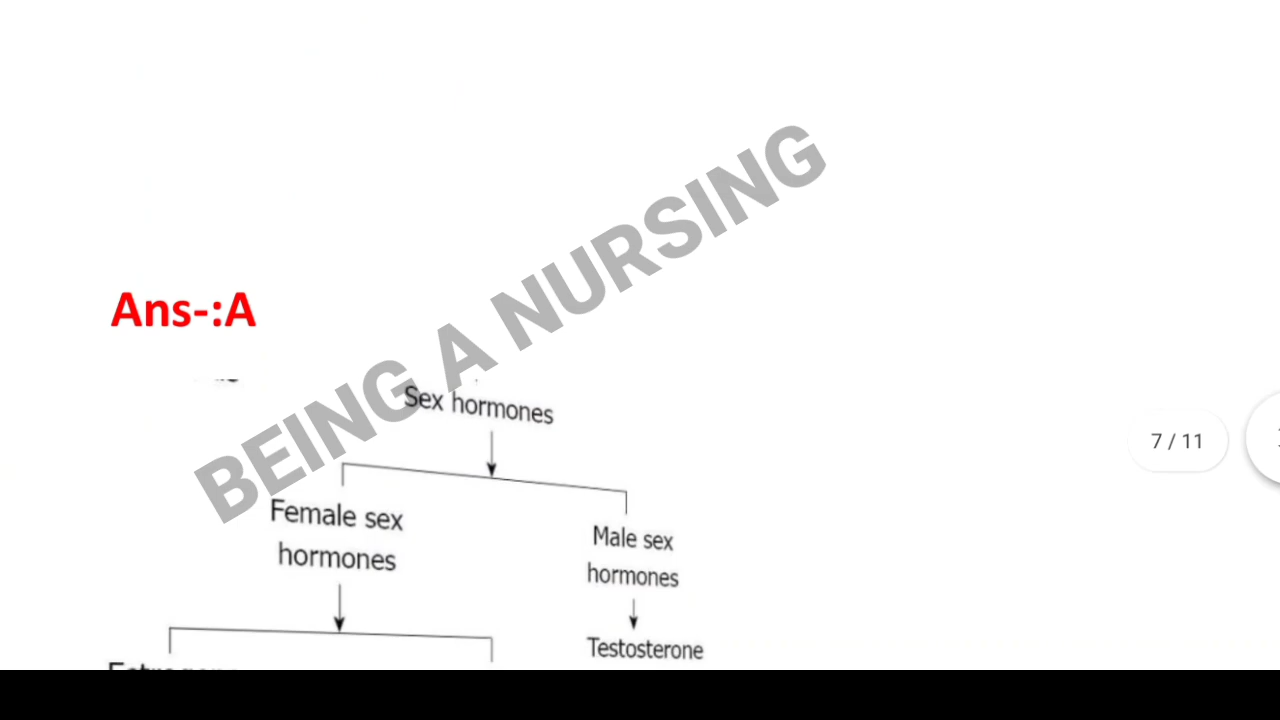 BEING A NURSING
Ans-:A
Sex hormones
Female sex
hormones
Male sex
hormones
Testosterone
7 / 11